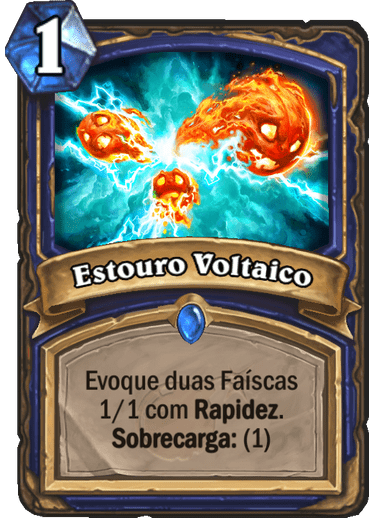 1
Estouro Voltaico
Evoque duas Faíscas
1/1 com Rapidez.
Sobrecarga: (1)